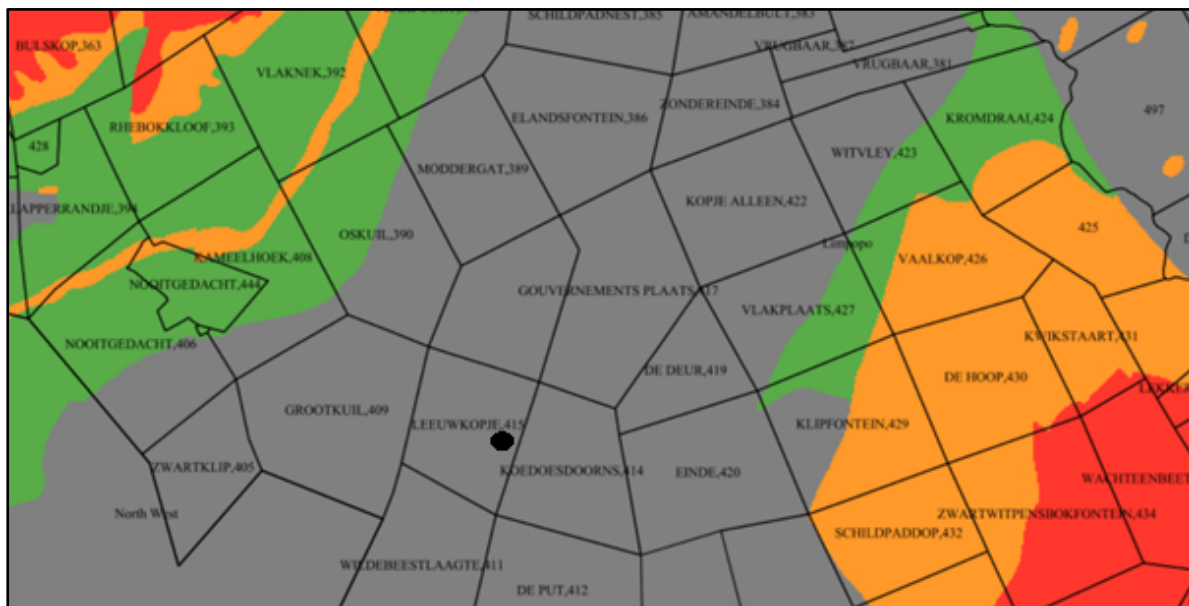 SCHILDPADNEST,385
AMANDELBULT,383
BULSKOP,363
VRUGBAAR,387
VLAKNEK,392
VRUGBAAR,381
ZONDEREINDE,384
497
ELANDSFONTEIN,386
KROMDRAAI,424
RHEBOKKLOOF,393
428
WITVLEY,423
MODDERGAT,389
KOPJE ALLEEN,422
LAPPERRANDJE,394
425
OSKUIL,390
Limpopo
KAMEELHOEK,408
VAALKOP,426
NOOITGEDACHT,444
GOUVERNEMENTS PLAATS,417
VLAKPLAATS,427
KWIKSTAART,431
NOOITGEDACHT,406
DE DEUR,419
DE HOOP,430
LEKKER
GROOTKUIL,409
LEEUWKOPJE,415
KLIPFONTEIN,429
ZWARTKLIP,405
KOEDOESDOORNS,414
EINDE,420
WACHTEENBEET
North West
ZWARTWITPENSBOKFONTEIN,434
SCHILDPADDOP,432
WILDEBEESTLAAGTE,411
DE PUT,412